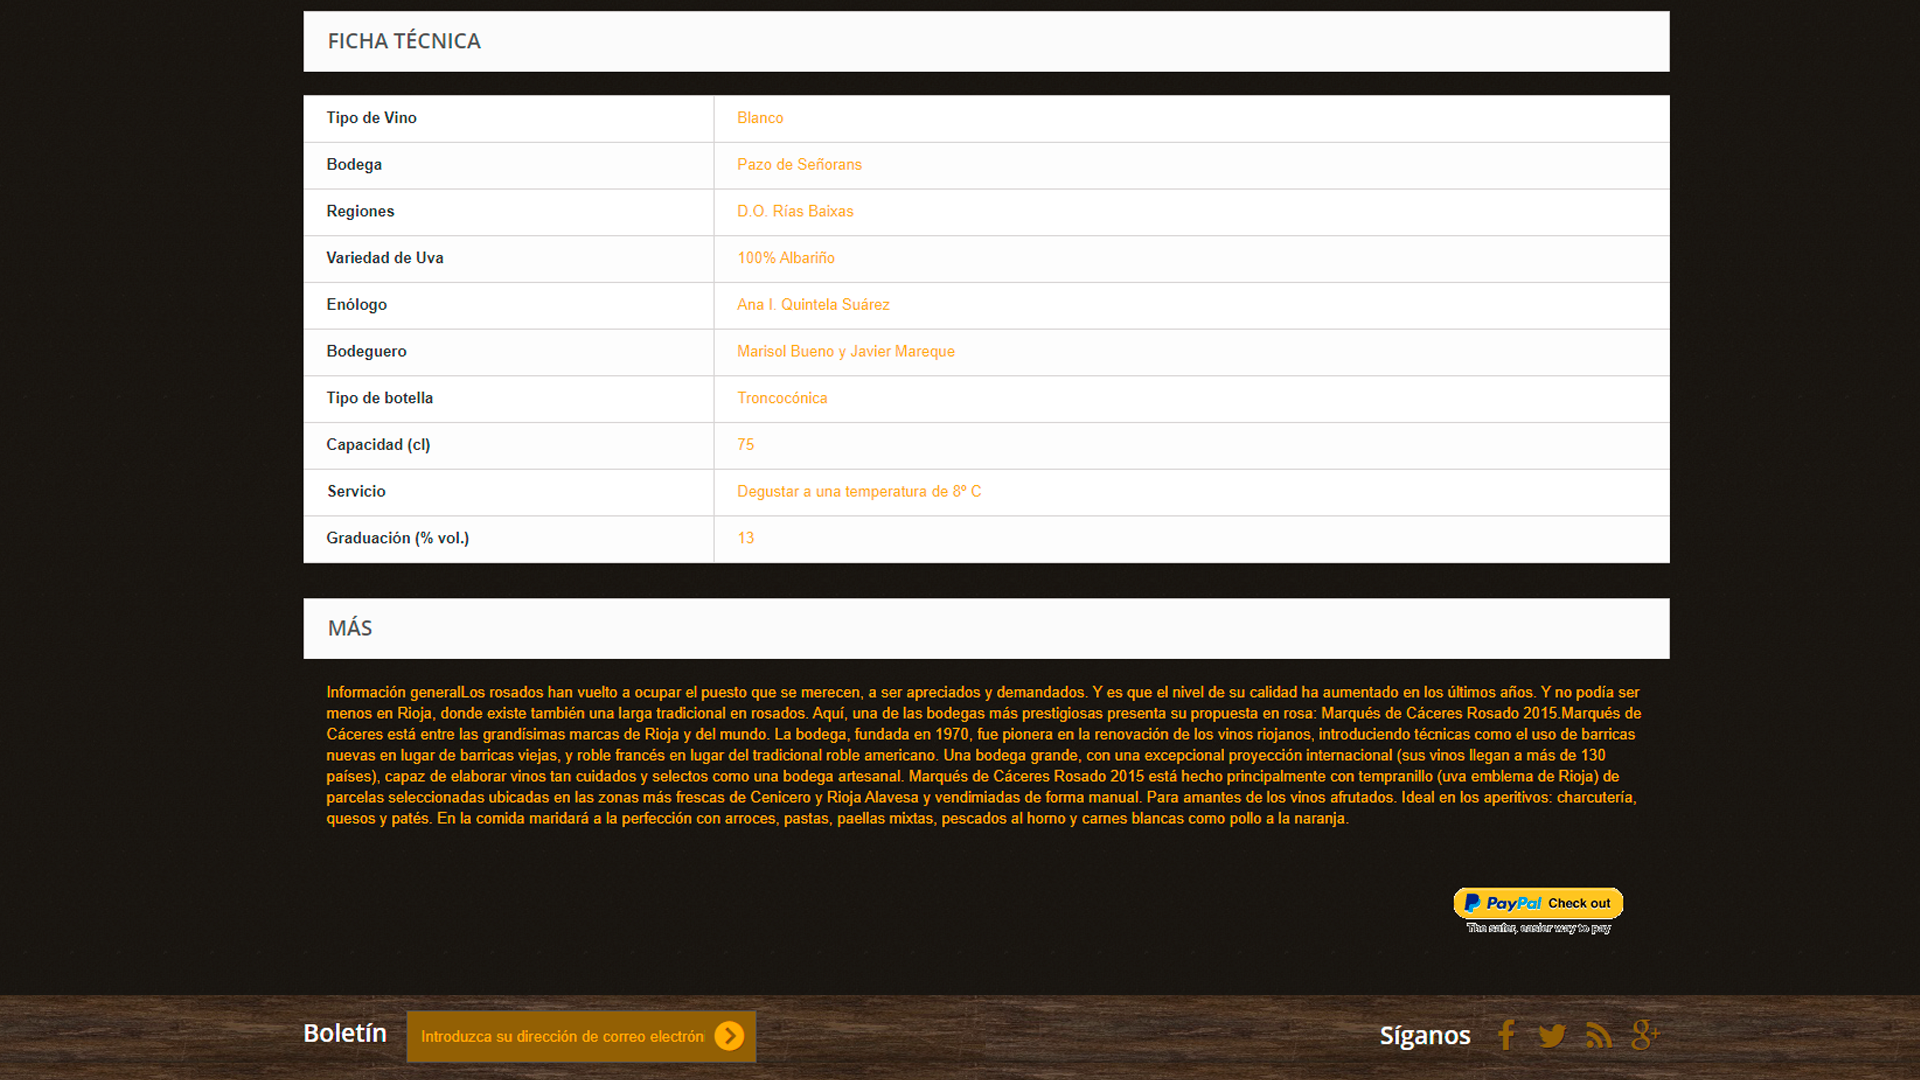 FICHA TÉCNICA
Tipo de Vino Blanco
Bodega Pazo de Señorans
Regiones D.O. Rías Baixas
Variedad de Uva 100% Albariño
Enólogo Ana I. Quintela Suárez
Bodeguero Marisol Bueno y Javier Mareque
Tipo de botella Troncocónica
Capacidad (cl) 75
Servicio Degustar a una temperatura de 8º C
Graduación (% vol.) 13
MÁS
Información generalLos rosados han vuelto a ocupar el puesto que se merecen, a ser apreciados y demandados. Y es que el nivel de su calidad ha aumentado en los últimos años. Y no podía ser
menos en Rioja, donde existe también una larga tradicional en rosados. Aquí, una de las bodegas más prestigiosas presenta su propuesta en rosa: Marqués de Cáceres Rosado 2015.Marqués de
Cáceres está entre las grandísimas marcas de Rioja y del mundo. La bodega, fundada en 1970, fue pionera en la renovación de los vinos riojanos, introduciendo técnicas como el uso de barricas
nuevas en lugar de barricas viejas, y roble francés en lugar del tradicional roble americano. Una bodega grande, con una excepcional proyección internacional (sus vinos llegan a más de 130
países), capaz de elaborar vinos tan cuidados y selectos como una bodega artesanal. Marqués de Cáceres Rosado 2015 está hecho principalmente con tempranillo (uva emblema de Rioja) de
parcelas seleccionadas ubicadas en las zonas más frescas de Cenicero y Rioja Alavesa y vendimiadas de forma manual. Para amantes de los vinos afrutados. Ideal en los aperitivos: charcutería,
quesos y patés. En la comida maridará a la perfección con arroces, pastas, paellas mixtas, pescados al horno y carnes blancas como pollo a la naranja.
PayPal Check out
The safer, easier way to pay
Boletín Introduzca su dirección de correo electrón Síganos